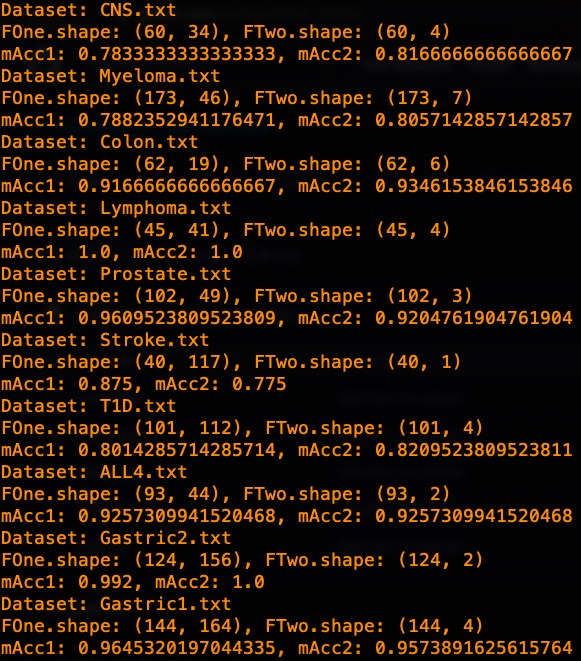 Dataset: CNS.txt
FOne.shape: (60, 34), FTwo.shape: (60, 4)
mAcc1: 0.7833333333333333, mAcc2: 0.8166666666666667
Dataset: Myeloma.txt
FOne.shape: (173, 46), FTwo.shape: (173, 7)
mAcc1: 0.7882352941176471, mAcc2: 0.8057142857142857
Dataset: Colon.txt
FOne.shape: (62, 19), FTwo.shape: (62, 6)
mAcc1: 0.9166666666666667, mAcc2: 0.9346153846153846
Dataset: Lymphoma.txt
FOne.shape: (45, 41), FTwo.shape: (45, 4)
mAcc1: 1.0, mAcc2: 1.0
Dataset: Prostate.txt
FOne.shape: (102, 49), FTwo.shape: (102, 3)
mAcc1: 0.9609523809523809, mAcc2: 0.9204761904761904
Dataset: Stroke.txt
FOne.shape: (40, 117), FTwo.shape: (40, 1)
mAcc1: 0.875, mAcc2: 0.775
Dataset: T1D.txt
FOne.shape: (101, 112), FTwo.shape: (101, 4)
mAcc1: 0.8014285714285714, mAcc2: 0.8209523809523811
Dataset: ALL4.txt
FOne.shape: (93, 44), FTwo.shape: (93, 2)
mAcc1: 0.9257309941520468, mAcc2: 0.9257309941520468
Dataset: Gastric2.txt
FOne.shape: (124, 156), FTwo.shape: (124, 2)
mAcc1: 0.992, mAcc2: 1.0
Dataset: Gastric1.txt
FOne.shape: (144, 164), FTwo.shape: (144, 4)
mAcc1: 0.9645320197044335, mAcc2: 0.9573891625615764